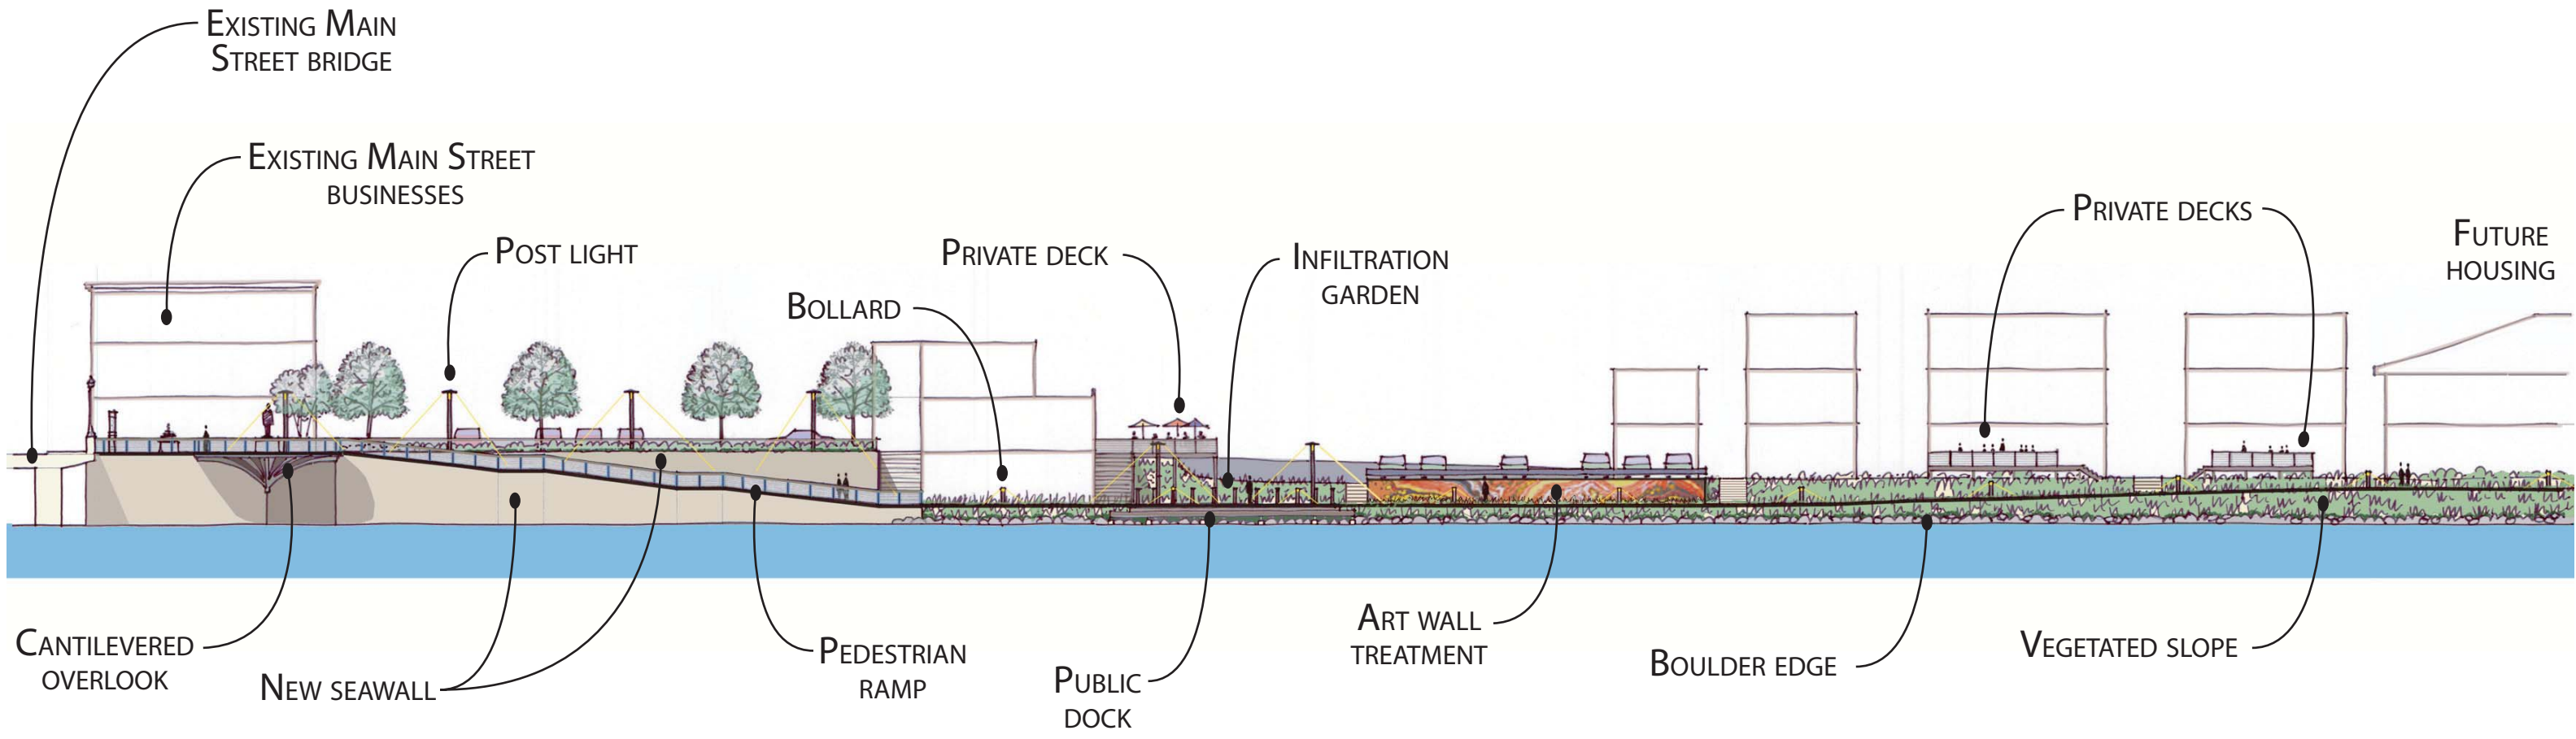 Existing Main
Street bridge
Existing Main Street
businesses
Post light
Bollard
Private deck
Infiltration
garden
Private decks
Future
housing
Cantilevered
overlook
New seawall
Pedestrian
ramp
Public
dock
Art wall
treatment
Boulder edge
Vegetated slope